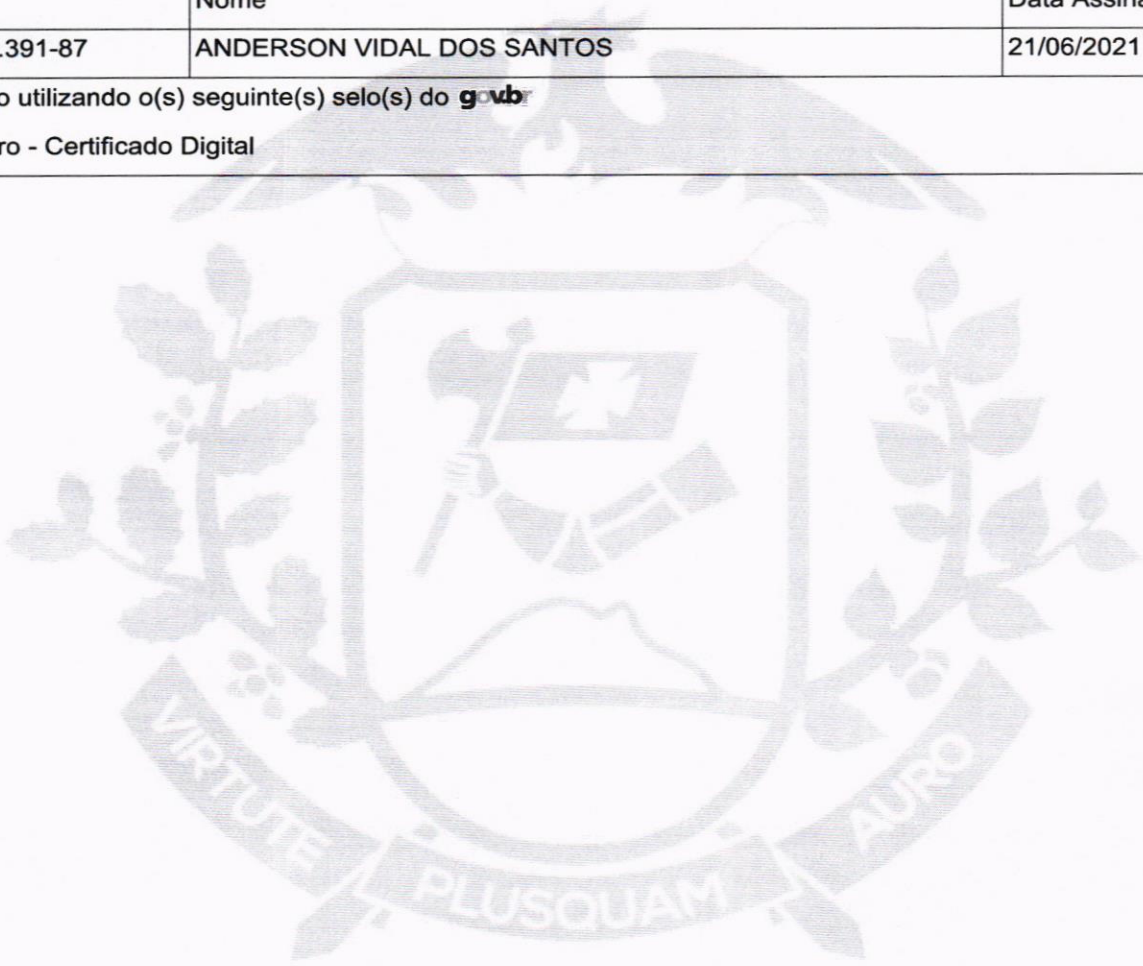 Nome Data Assina
.391-87 ANDERSON VIDAL DOS SANTOS 21/06/2021
o utilizando o(s) seguinte(s) selo(s) do gov.br
ro - Certificado Digital
VIRTUTE PLUSQUAM AURO